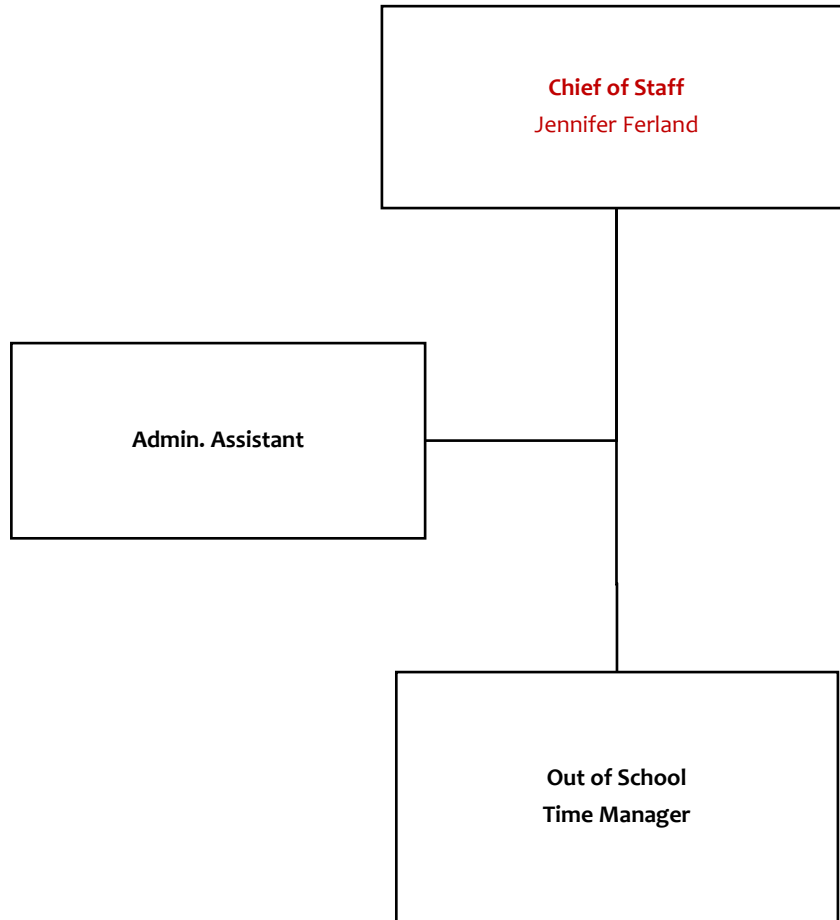 Chief of Staff
Jennifer Ferland
Admin. Assistant
Out of School
Time Manager